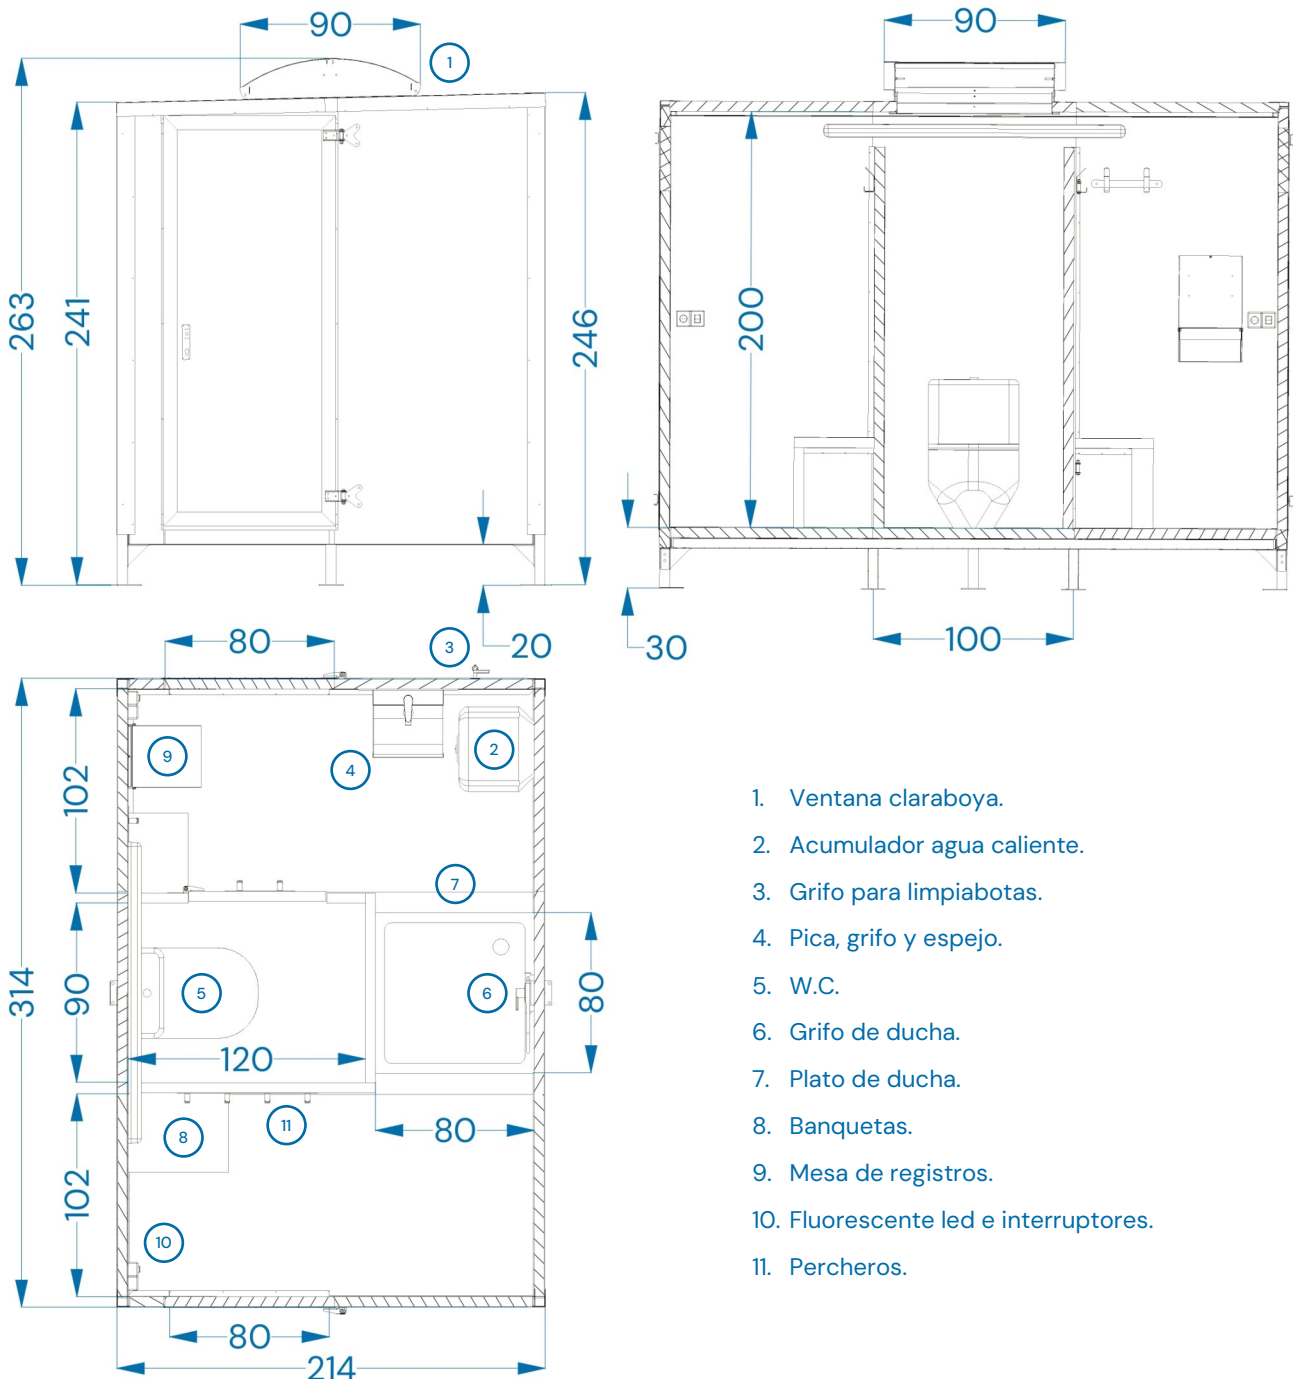 90
1
263
241
246
20
90
200
30
100
80
3
9
4
2
102
7
314
90
5
6
80
120
11
80
8
102
10
80
214
1. Ventana claraboya.
2. Acumulador agua caliente.
3. Grifo para limpiabotas.
4. Pica, grifo y espejo.
5. W.C.
6. Grifo de ducha.
7. Plato de ducha.
8. Banquetas.
9. Mesa de registros.
10. Fluorescente led e interruptores.
11. Percheros.